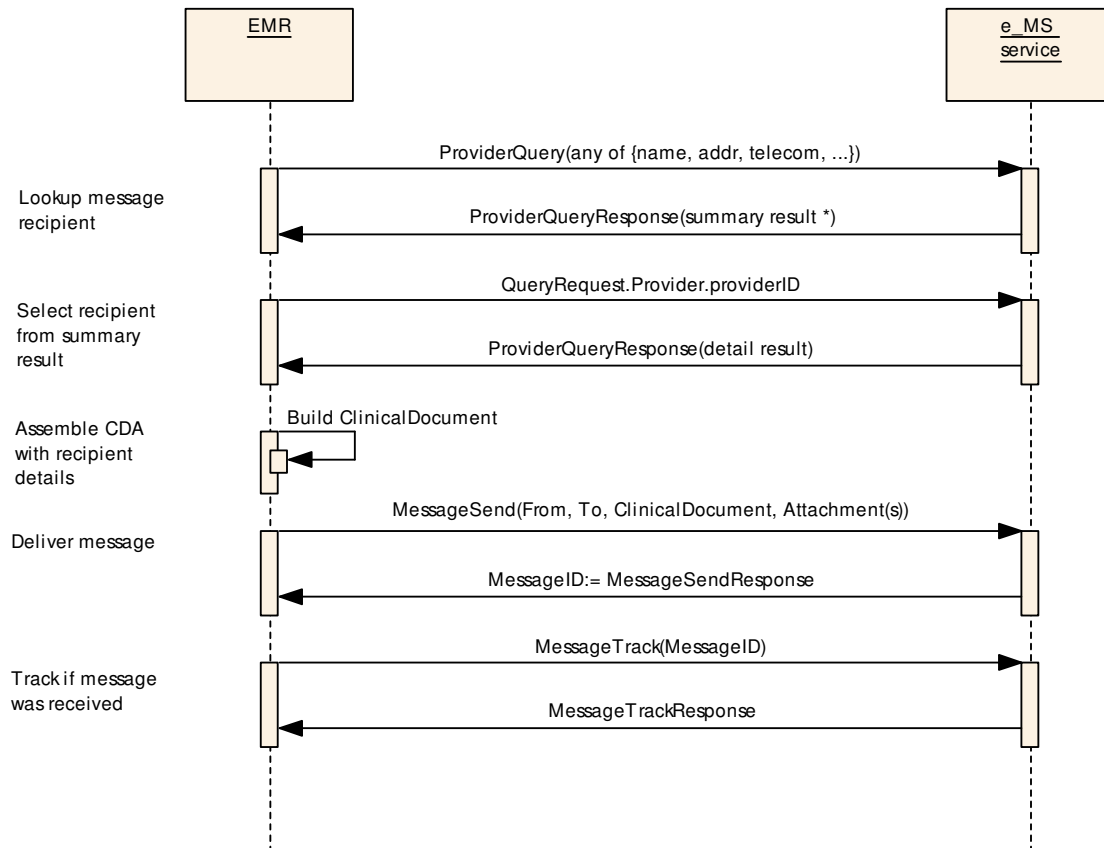 EMR
e_MS
service
ProviderQuery(any of {name, addr, telecom, ...})
Lookup message
recipient
ProviderQueryResponse(summary result *)
QueryRequest.Provider.providerID
Select recipient
from summary
result
ProviderQueryResponse(detail result)
Build ClinicalDocument
Assemble CDA
with recipient
details
MessageSend(From, To, ClinicalDocument, Attachment(s))
Deliver message
MessageID:= MessageSendResponse
MessageTrack(MessageID)
Track if message
was received
MessageTrackResponse